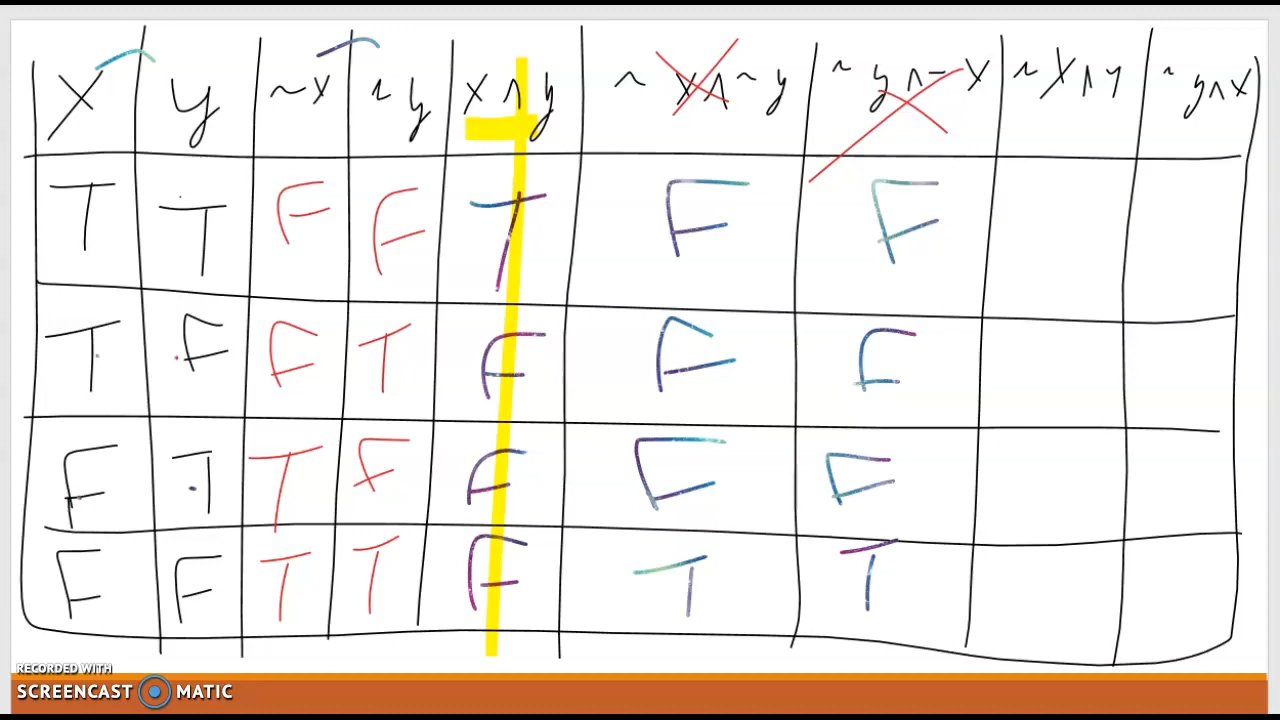 x y ~x ~y x ∧ y ~ x ∧ ~ y ~ y ∧ ~ x ~ x ∧ y ~ y ∧ x
T T F F T F F
T F F T F F F
F T T F F F F
F F T T F T T
RECORDED WITH
SCREENCAST MATIC